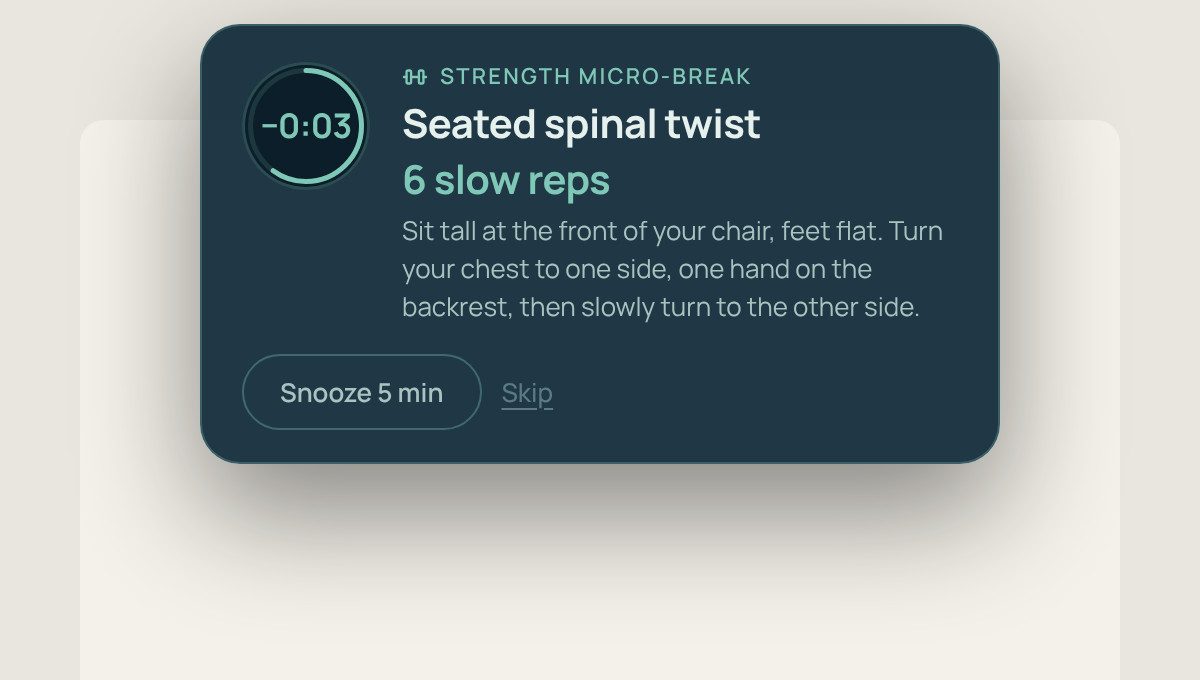 −0:03
STRENGTH MICRO-BREAK
Seated spinal twist
6 slow reps
Sit tall at the front of your chair, feet flat. Turn
your chest to one side, one hand on the
backrest, then slowly turn to the other side.
Snooze 5 min
Skip